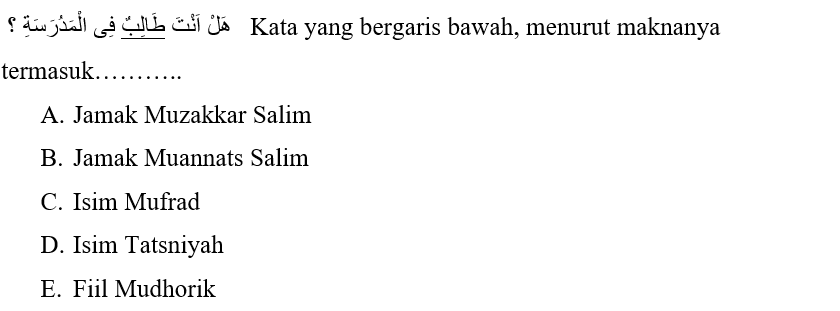 هَلْ اَنْتَ طَالِبٌ فِى الْمَدْرَسَةِ ؟ Kata yang bergaris bawah, menurut maknanya
termasuk………..
A. Jamak Muzakkar Salim
B. Jamak Muannats Salim
C. Isim Mufrad
D. Isim Tatsniyah
E. Fiil Mudhorik